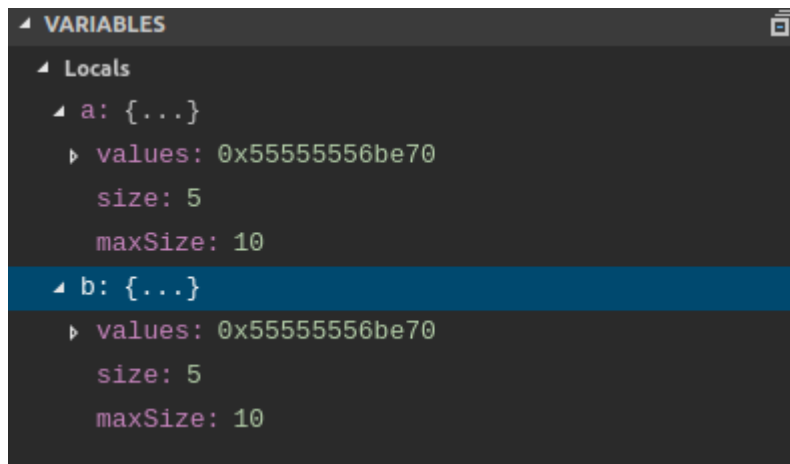 VARIABLES
Locals
a: {...}
values: 0x55555556be70
size: 5
maxSize: 10
b: {...}
values: 0x55555556be70
size: 5
maxSize: 10